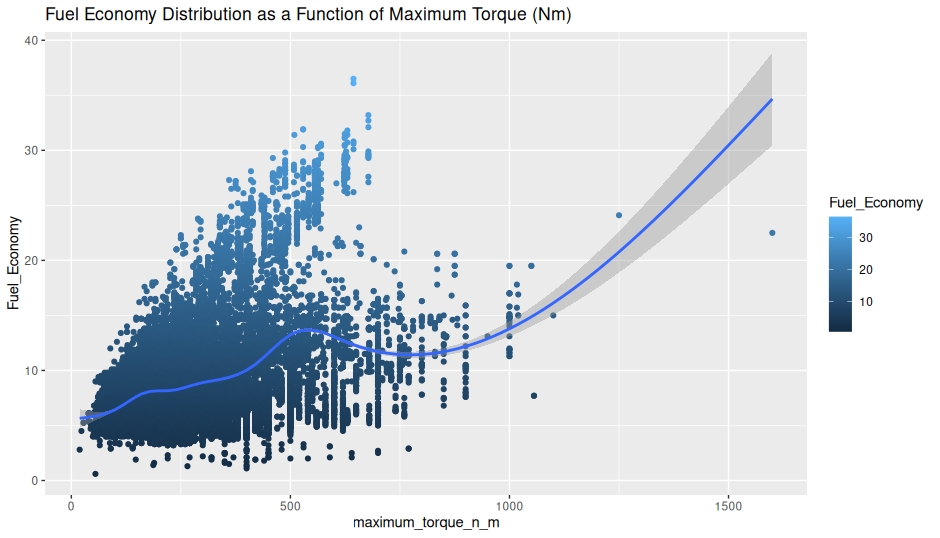 Fuel Economy Distribution as a Function of Maximum Torque (Nm)
40
30
20
10
0
Fuel_Economy
0 500 1000 1500
maximum_torque_n_m
Fuel_Economy
30
20
10